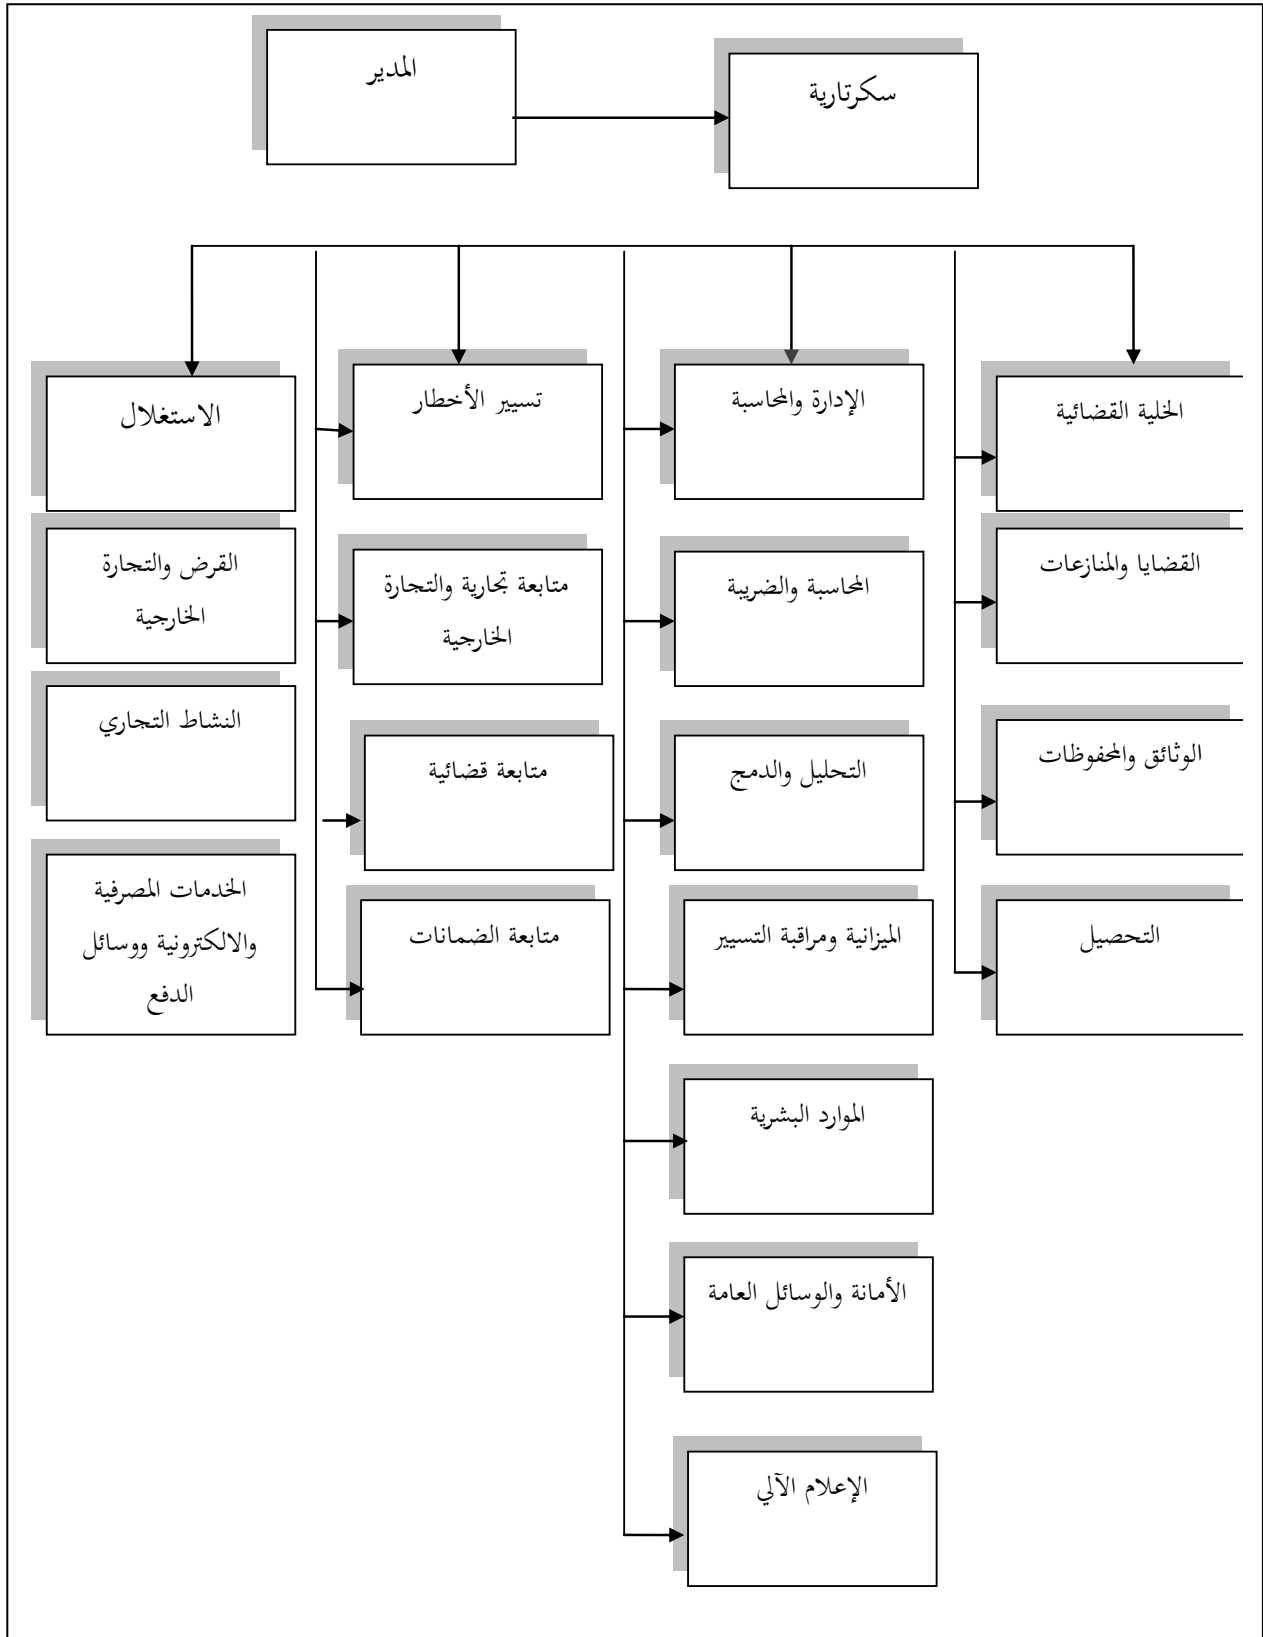 المدير
سكرتارية
الخلية القضائية
القضايا والمنازعات
الوثائق والمحفوظات
التحصيل
الإدارة والمحاسبة
المحاسبة والضريبة
التحليل والدمج
الميزانية ومراقبة التسيير
الموارد البشرية
الأمانة والوسائل العامة
الإعلام الآلي
تسيير الأخطار
متابعة تجارية والتجارة
الخارجية
متابعة قضائية
متابعة الضمانات
الاستغلال
القرض والتجارة
الخارجية
النشاط التجاري
الخدمات المصرفية
والالكترونية ووسائل
الدفع